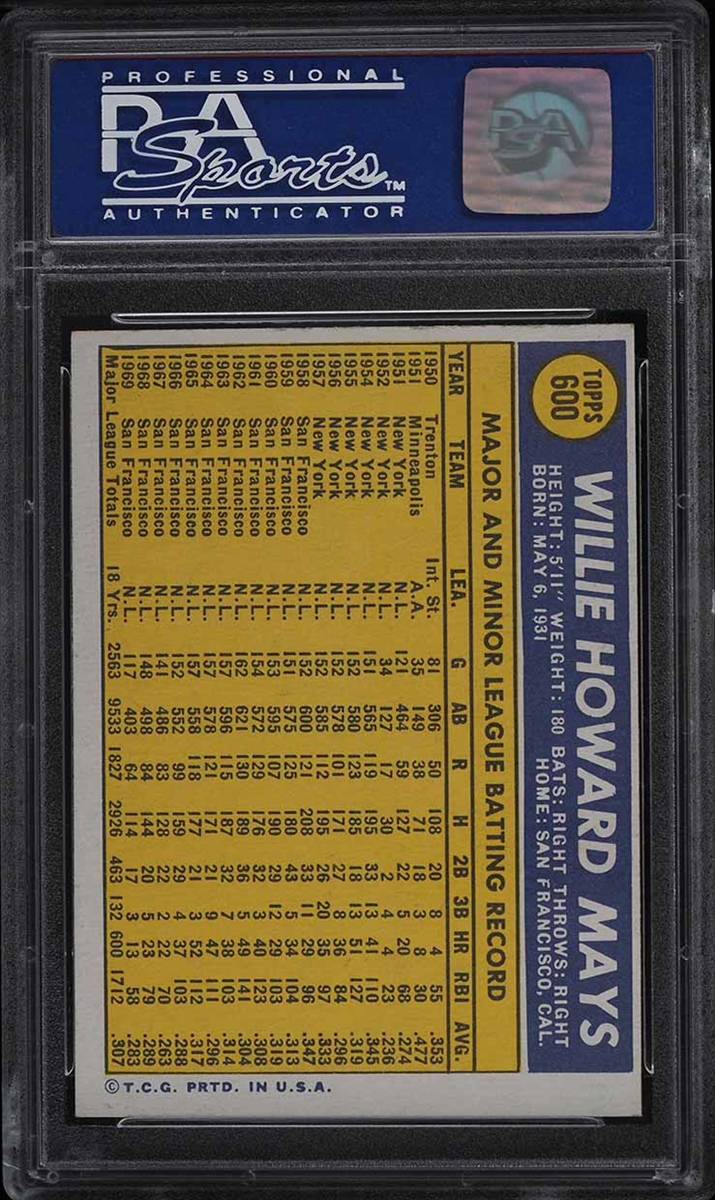 PROFESSIONAL
PSA
Sports™
AUTHENTICATOR
PSA
TOPPS
600
WILLIE HOWARD MAYS
HEIGHT: 5'11" WEIGHT: 180 BATS: RIGHT THROWS: RIGHT
BORN: MAY 6, 1931 HOME: SAN FRANCISCO, CAL.
MAJOR AND MINOR LEAGUE BATTING RECORD
YEAR TEAM LEA. G AB R H 2B 3B HR RBI AVG.
1950 Trenton Int. St. 81 306 50 108 20 8 4 55 .353
1951 Minneapolis A.A. 35 149 38 71 18 3 8 30 .477
1951 New York N.L. 121 464 59 127 22 5 20 68 .274
1952 New York N.L. 34 127 17 30 2 4 4 23 .236
1954 New York N.L. 151 565 119 195 33 13 41 110 .345
1955 New York N.L. 152 580 123 185 18 13 51 127 .319
1956 New York N.L. 152 578 101 171 27 8 36 84 .296
1957 New York N.L. 152 585 112 195 26 20 35 97 .333
1958 San Francisco N.L. 152 600 121 208 33 11 29 96 .347
1959 San Francisco N.L. 151 575 125 180 43 5 34 104 .313
1960 San Francisco N.L. 153 595 107 190 29 12 29 103 .319
1961 San Francisco N.L. 154 572 129 176 32 3 40 123 .308
1962 San Francisco N.L. 162 621 130 189 36 5 49 141 .304
1963 San Francisco N.L. 157 596 115 187 32 7 38 103 .314
1964 San Francisco N.L. 157 578 121 171 21 9 47 111 .296
1965 San Francisco N.L. 157 558 118 177 21 3 52 112 .317
1966 San Francisco N.L. 152 552 99 159 29 4 37 103 .288
1967 San Francisco N.L. 141 486 83 128 22 2 22 70 .263
1968 San Francisco N.L. 148 498 84 144 20 5 23 79 .289
1969 San Francisco N.L. 117 403 64 114 17 3 13 58 .283
Major League Totals 18 Yrs. 2563 9533 1827 2926 463 132 600 1712 .307
© T.C.G. PRTD. IN U.S.A.